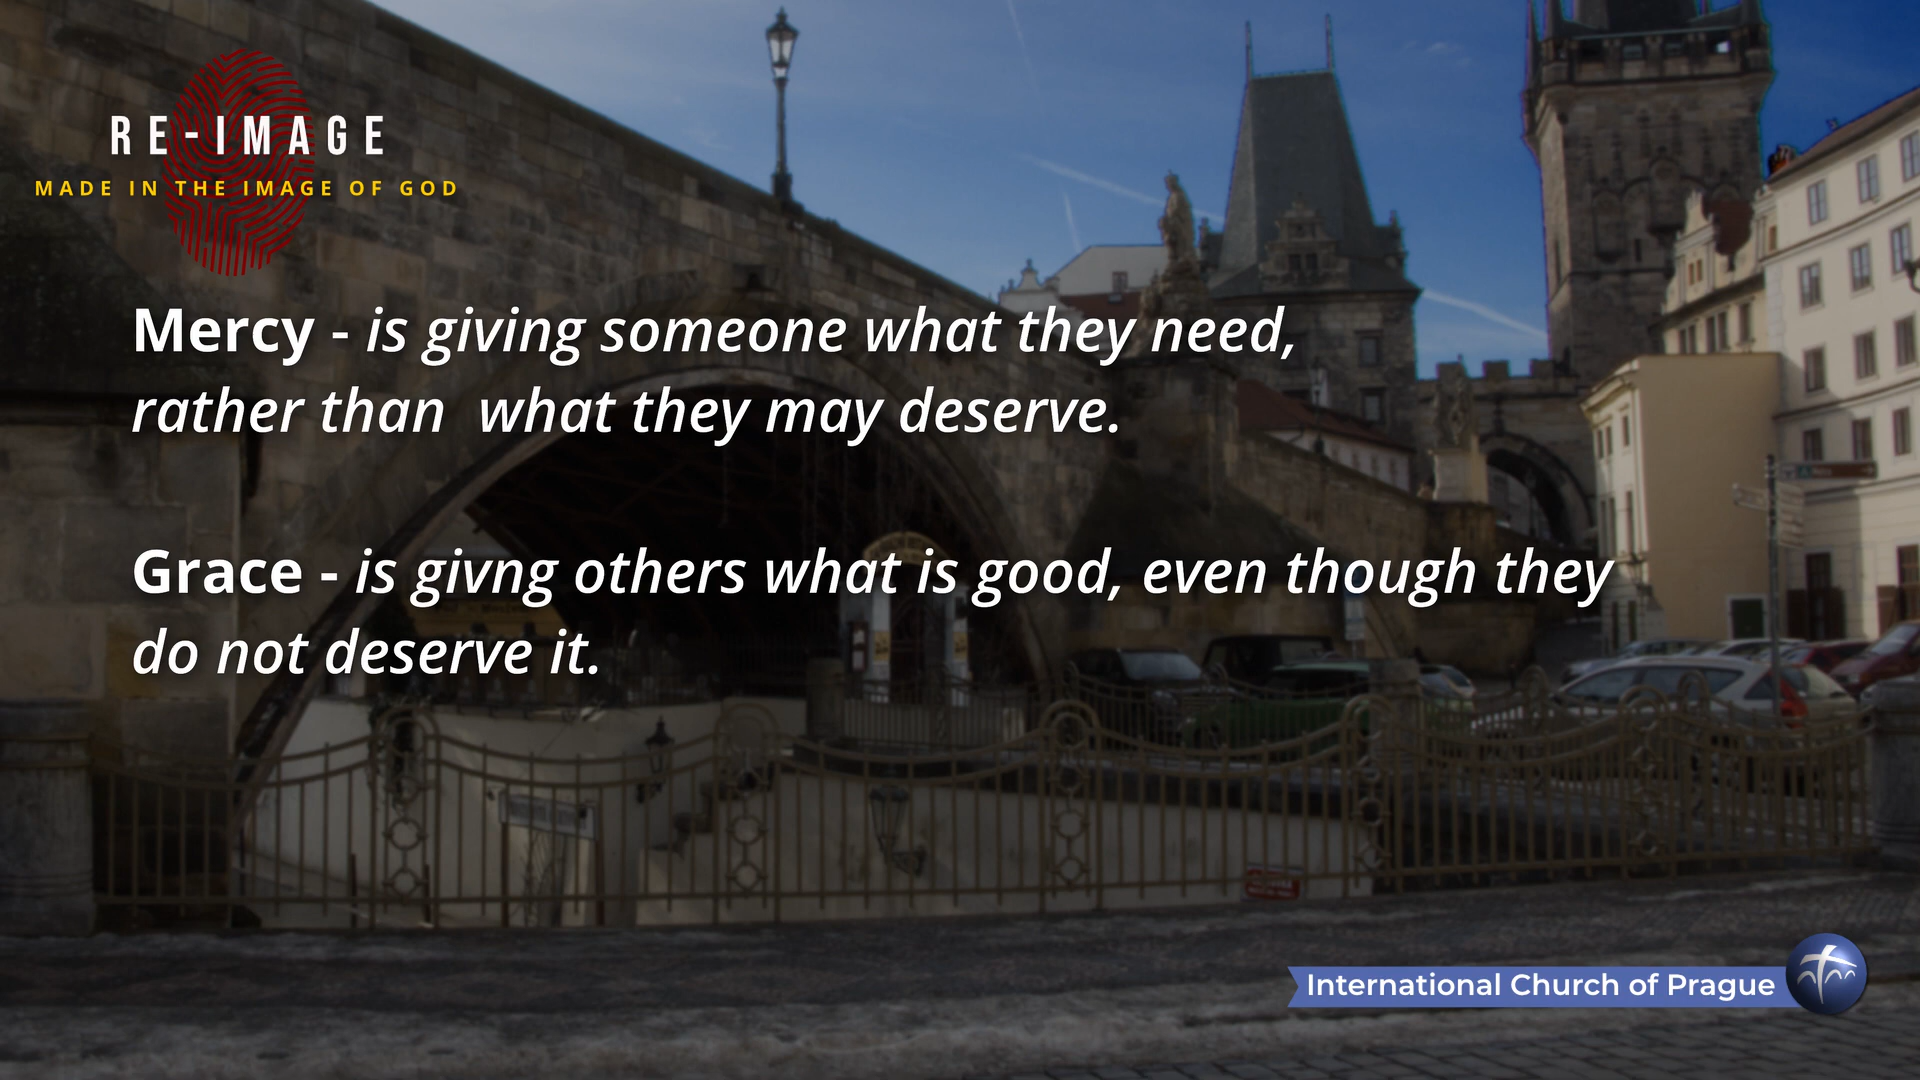 RE-IMAGE
MADE IN THE IMAGE OF GOD
Mercy - is giving someone what they need,
rather than  what they may deserve.
Grace - is givng others what is good, even though they
do not deserve it.
International Church of Prague